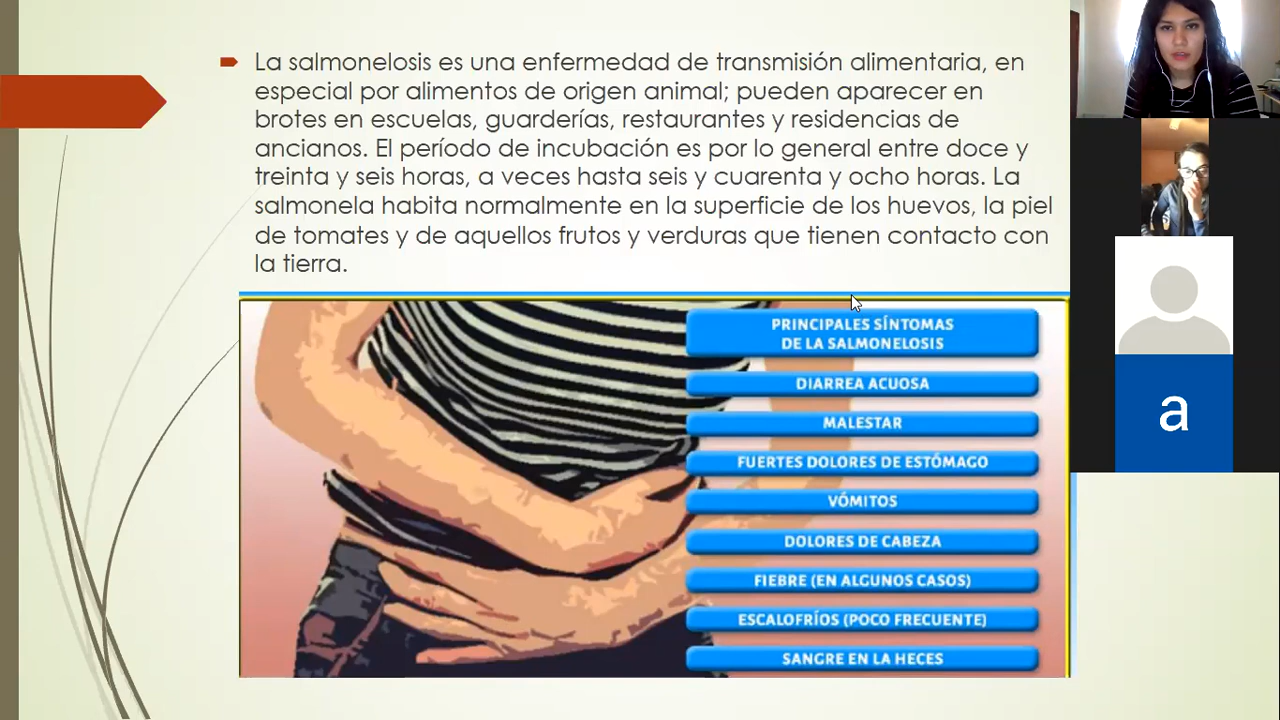 La salmonelosis es una enfermedad de transmisión alimentaria, en
especial por alimentos de origen animal; pueden aparecer en
brotes en escuelas, guarderías, restaurantes y residencias de
ancianos. El período de incubación es por lo general entre doce y
treinta y seis horas, a veces hasta seis y cuarenta y ocho horas. La
salmonela habita normalmente en la superficie de los huevos, la piel
de tomates y de aquellos frutos y verduras que tienen contacto con
la tierra.
PRINCIPALES SÍNTOMAS
DE LA SALMONELOSIS
DIARREA ACUOSA
MALESTAR
FUERTES DOLORES DE ESTÓMAGO
VÓMITOS
DOLORES DE CABEZA
FIEBRE (EN ALGUNOS CASOS)
ESCALOFRÍOS (POCO FRECUENTE)
SANGRE EN LA HECES
a